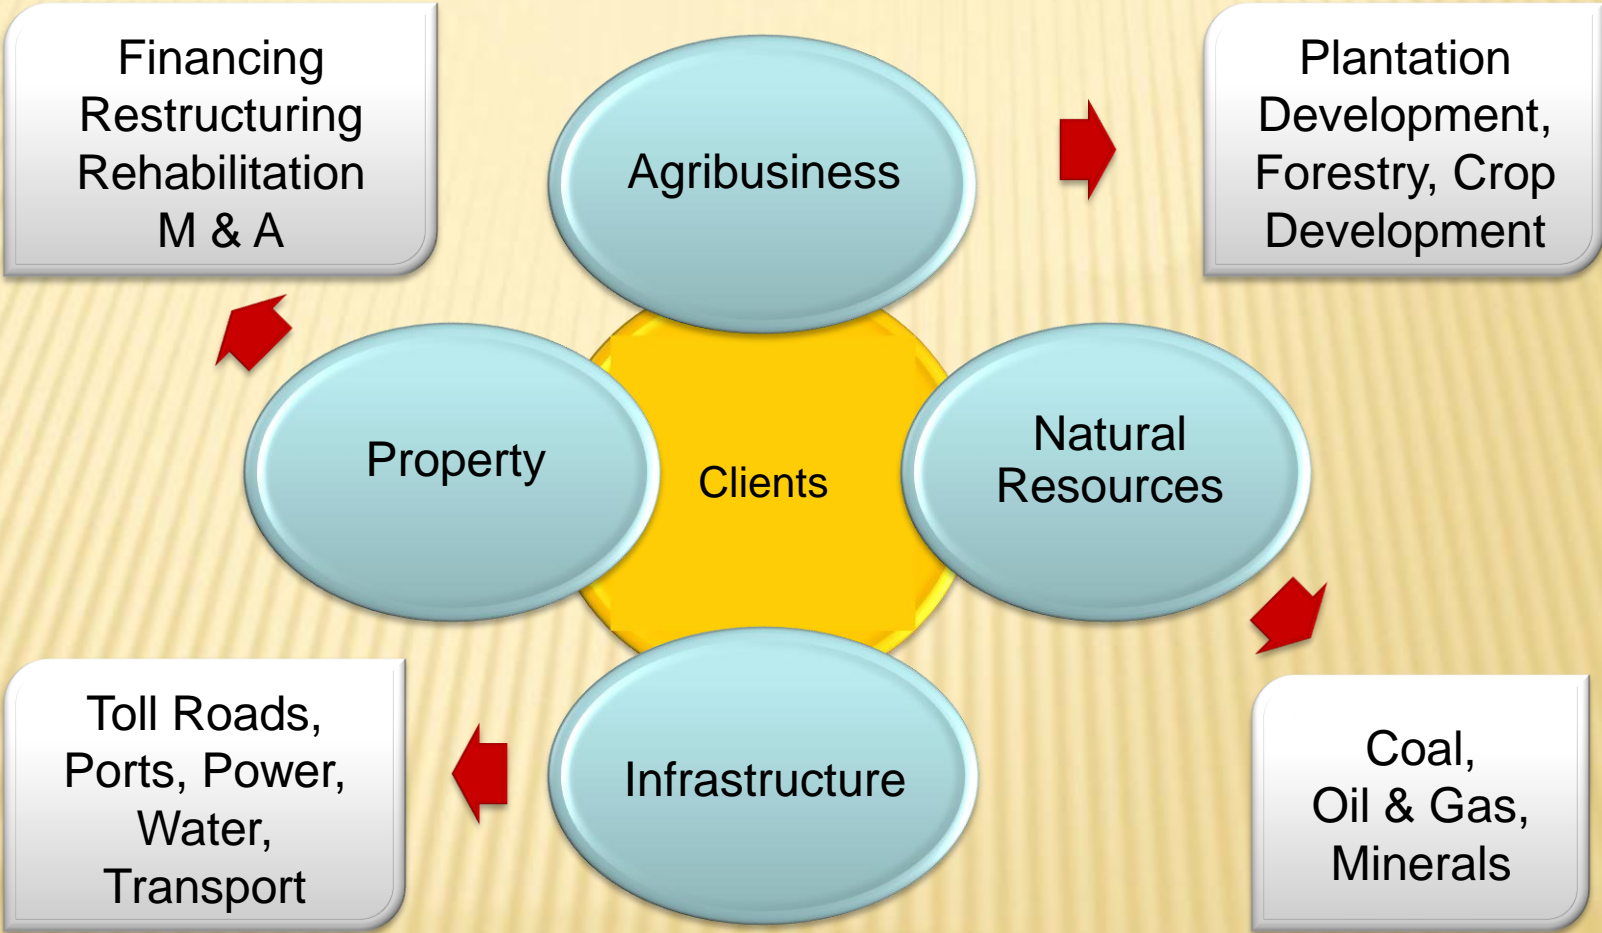 Financing
Restructuring
Rehabilitation
M & A
Agribusiness
Plantation
Development,
Forestry, Crop
Development
Property
Clients
Natural
Resources
Toll Roads,
Ports, Power,
Water,
Transport
Infrastructure
Coal,
Oil & Gas,
Minerals